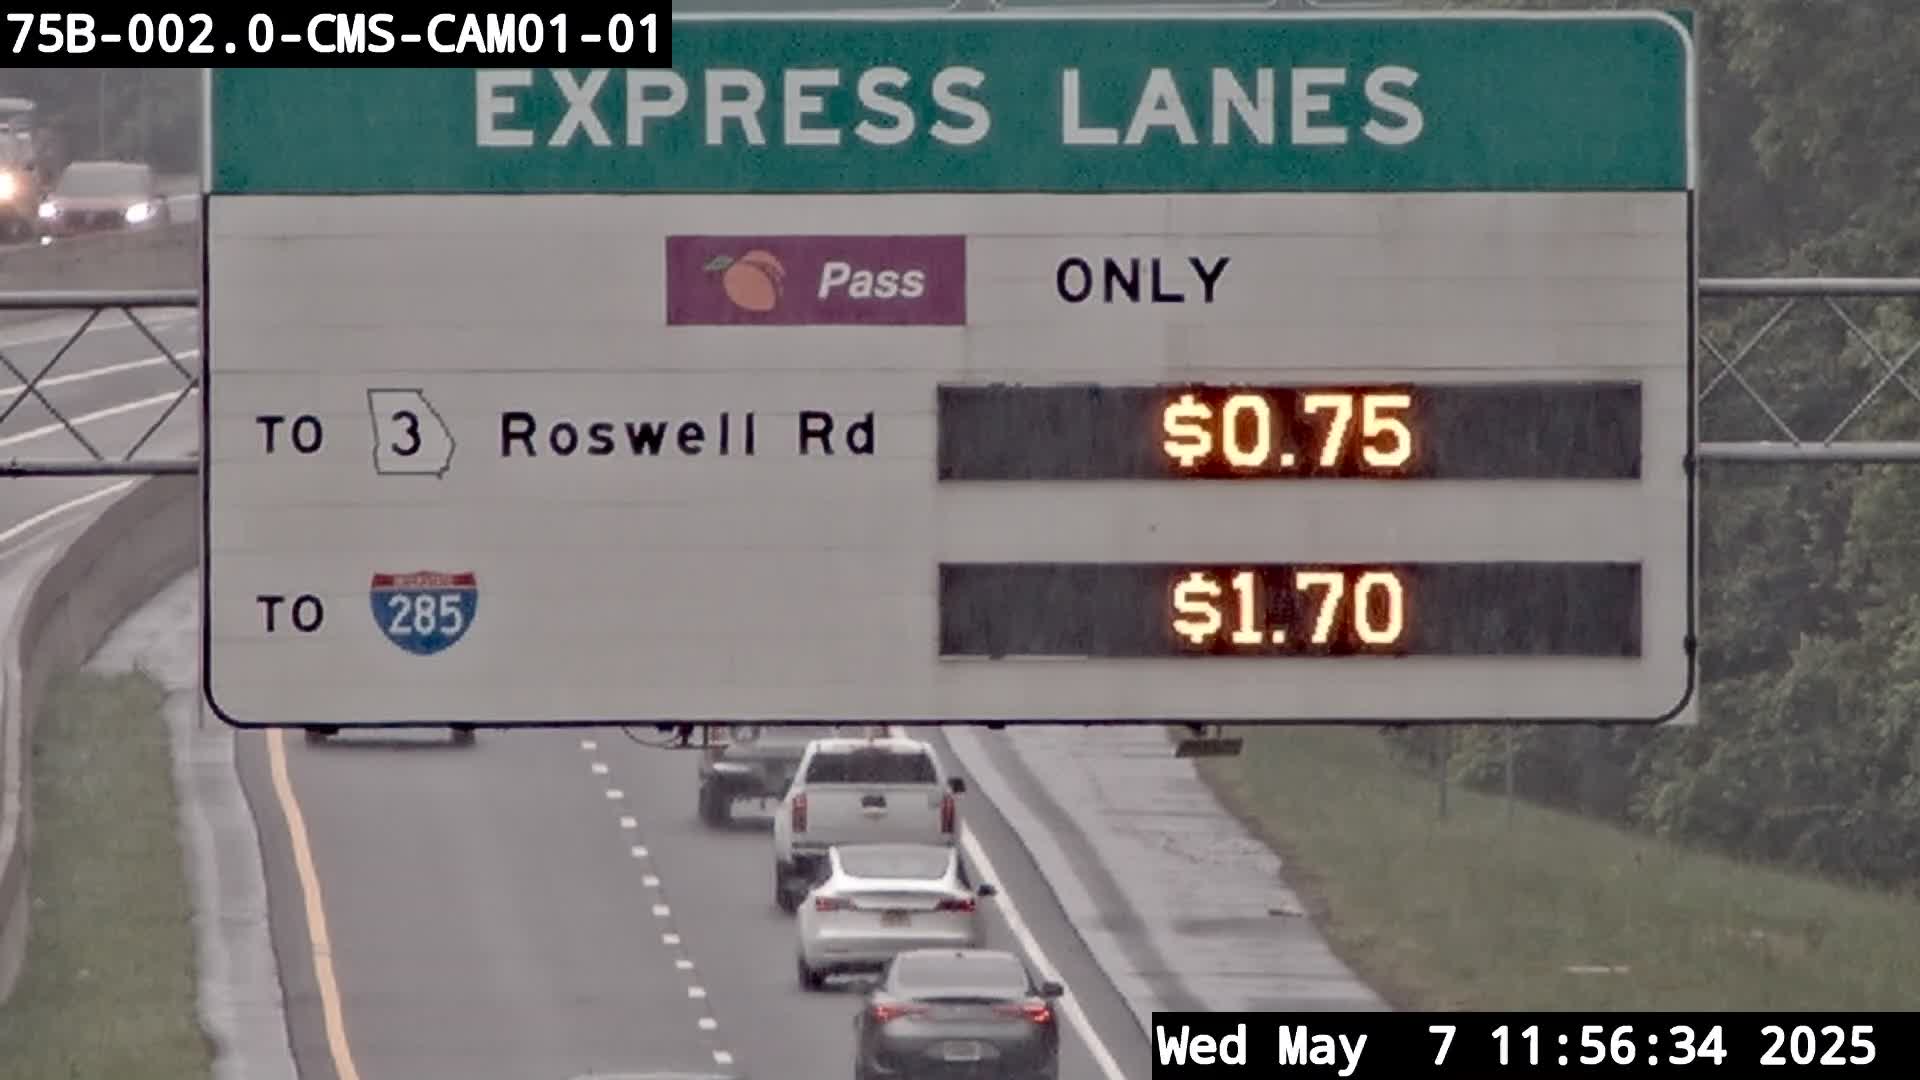 75B-002.0-CMS-CAM01-01
EXPRESS LANES
Pass ONLY
TO 3 Roswell Rd $0.75
TO 285 $1.70
Wed May 7 11:56:34 2025